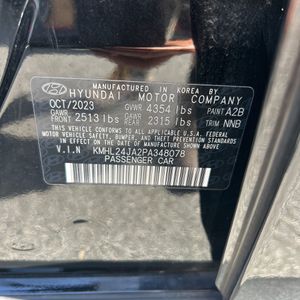 MANUFACTURED IN KOREA BY
HYUNDAI MOTOR COMPANY
OCT/2023 GVWR 4354 lbs PAINT A2B
GAWR FRONT 2513 lbs GAWR REAR 2315 lbs TRIM NNB
THIS VEHICLE CONFORMS TO ALL APPLICABLE U.S.A. FEDERAL
MOTOR VEHICLE SAFETY, BUMPER, AND THEFT PREVENTION
STANDARDS IN EFFECT ON THE DATE OF MANUFACTURE SHOWN ABOVE.
V.I.N KMHL24JA2PA348078
PASSENGER CAR